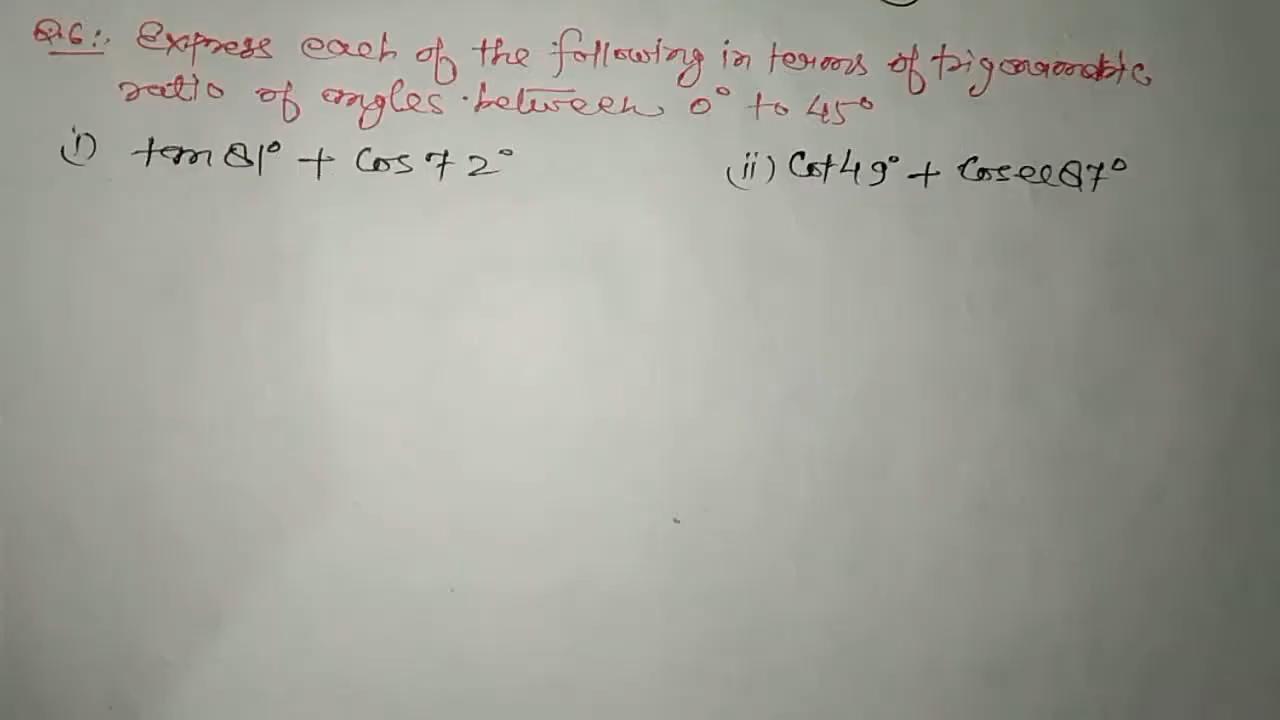 Q.6:. Express each of the following in terms of trigonometric
ratio of angles between 0° to 45°
i) tan 81° + Cos 72°
(ii) Cot 49° + Cosec 87°